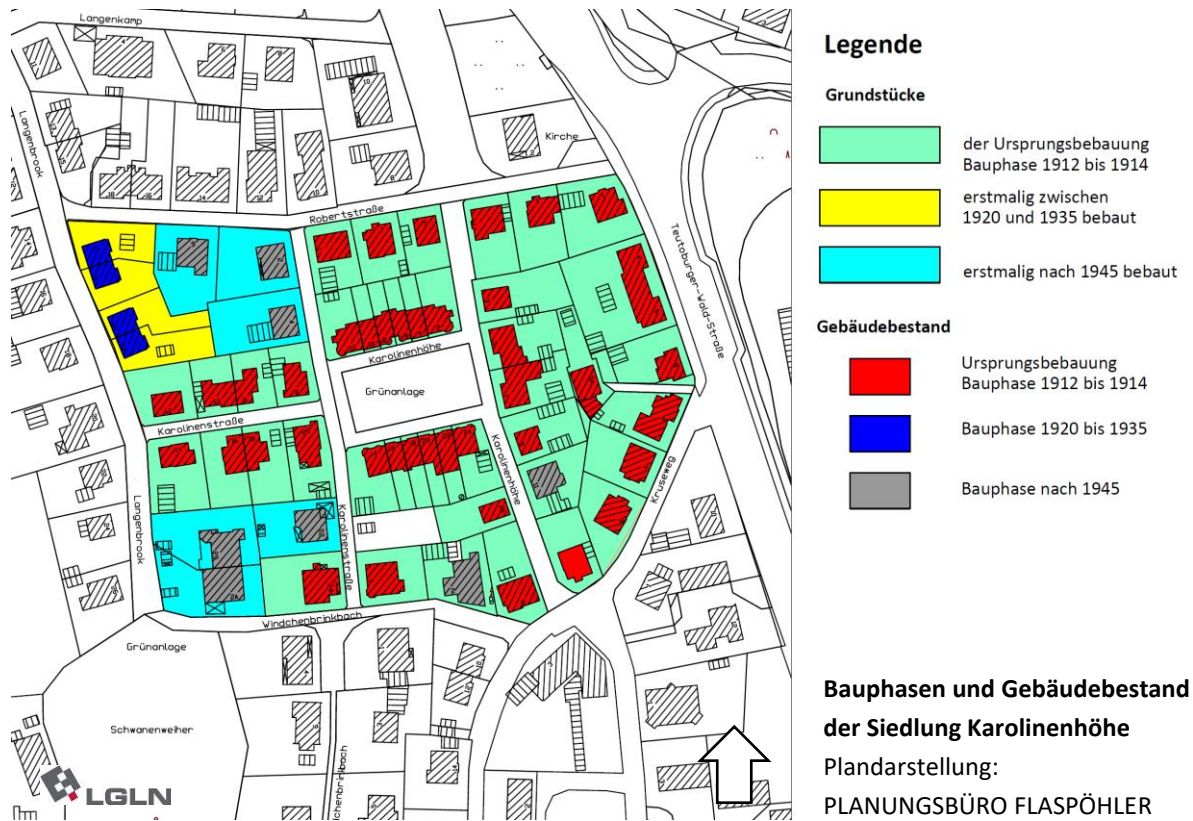 Langenkamp
Langenbrook
Kirche
Robertstraße
Teutoburger-Wald-Straße
Karolinenhöhe
Grünanlage
Karolinenstraße
Karolinenhöhe
Kruseweg
Langenbrook
Karolinenstraße
Windchenbrinkbach
Grünanlage
Schwanenweiher
LGLN
Legende
Grundstücke
der Ursprungsbebauung
Bauphase 1912 bis 1914
erstmalig zwischen
1920 und 1935 bebaut
erstmalig nach 1945 bebaut
Gebäudebestand
Ursprungsbebauung
Bauphase 1912 bis 1914
Bauphase 1920 bis 1935
Bauphase nach 1945
Bauphasen und Gebäudebestand
der Siedlung Karolinenhöhe
Plandarstellung:
PLANUNGSBÜRO FLASPÖHLER